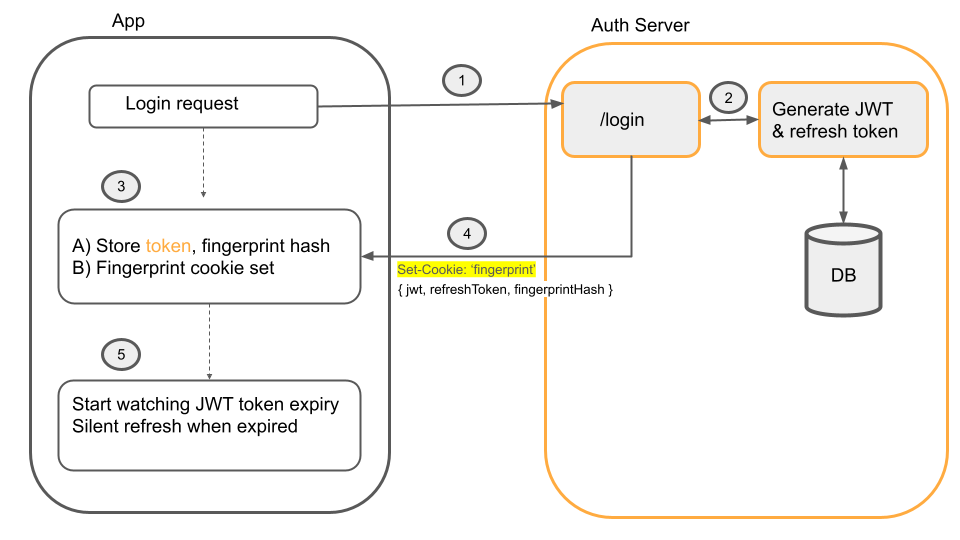 App
Auth Server
1
Login request
/login
2
Generate JWT
& refresh token
3
A) Store token, fingerprint hash
B) Fingerprint cookie set
4
Set-Cookie: 'fingerprint'
{ jwt, refreshToken, fingerprintHash }
DB
5
Start watching JWT token expiry
Silent refresh when expired